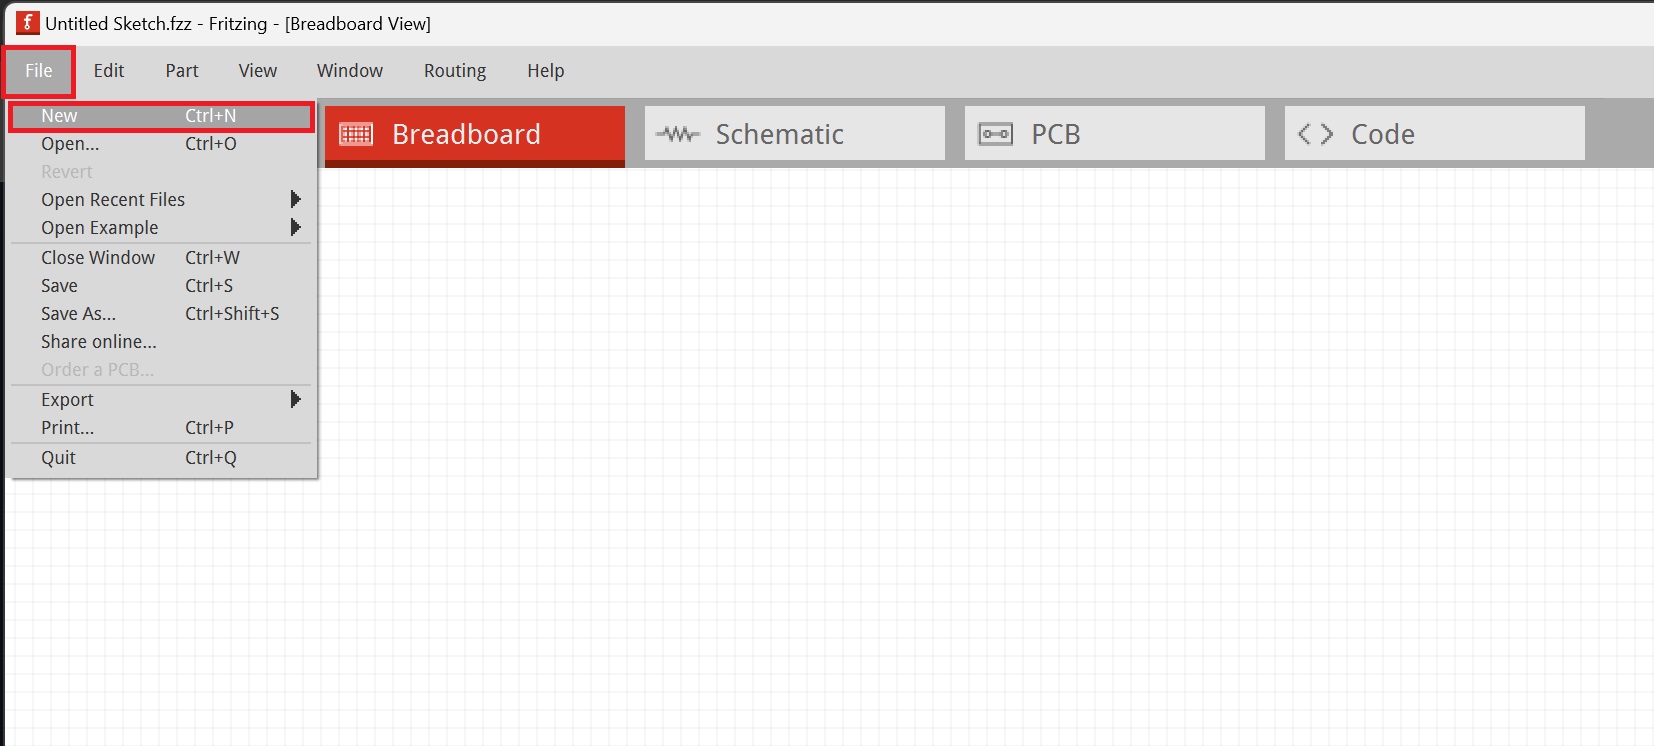 Untitled Sketch.fzz - Fritzing - [Breadboard View]
File Edit Part View Window Routing Help
Breadboard Schematic PCB Code
New Ctrl+N
Open... Ctrl+O
Revert
Open Recent Files
Open Example
Close Window Ctrl+W
Save Ctrl+S
Save As... Ctrl+Shift+S
Share online...
Order a PCB...
Export
Print... Ctrl+P
Quit Ctrl+Q